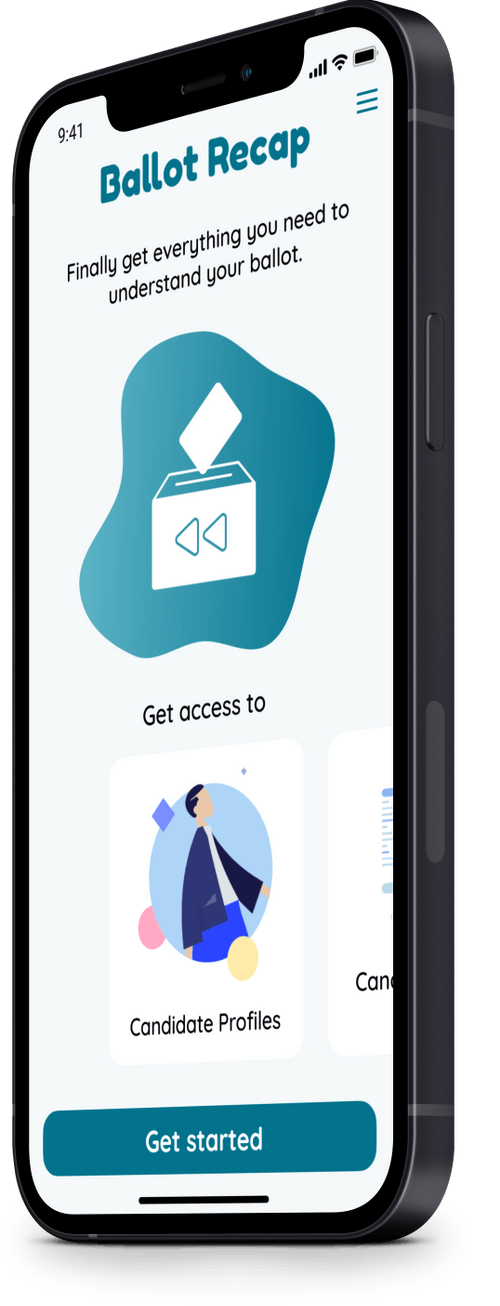 9:41
Ballot Recap
Finally get everything you need to
understand your ballot.
Get access to
Candidate Profiles
Get started